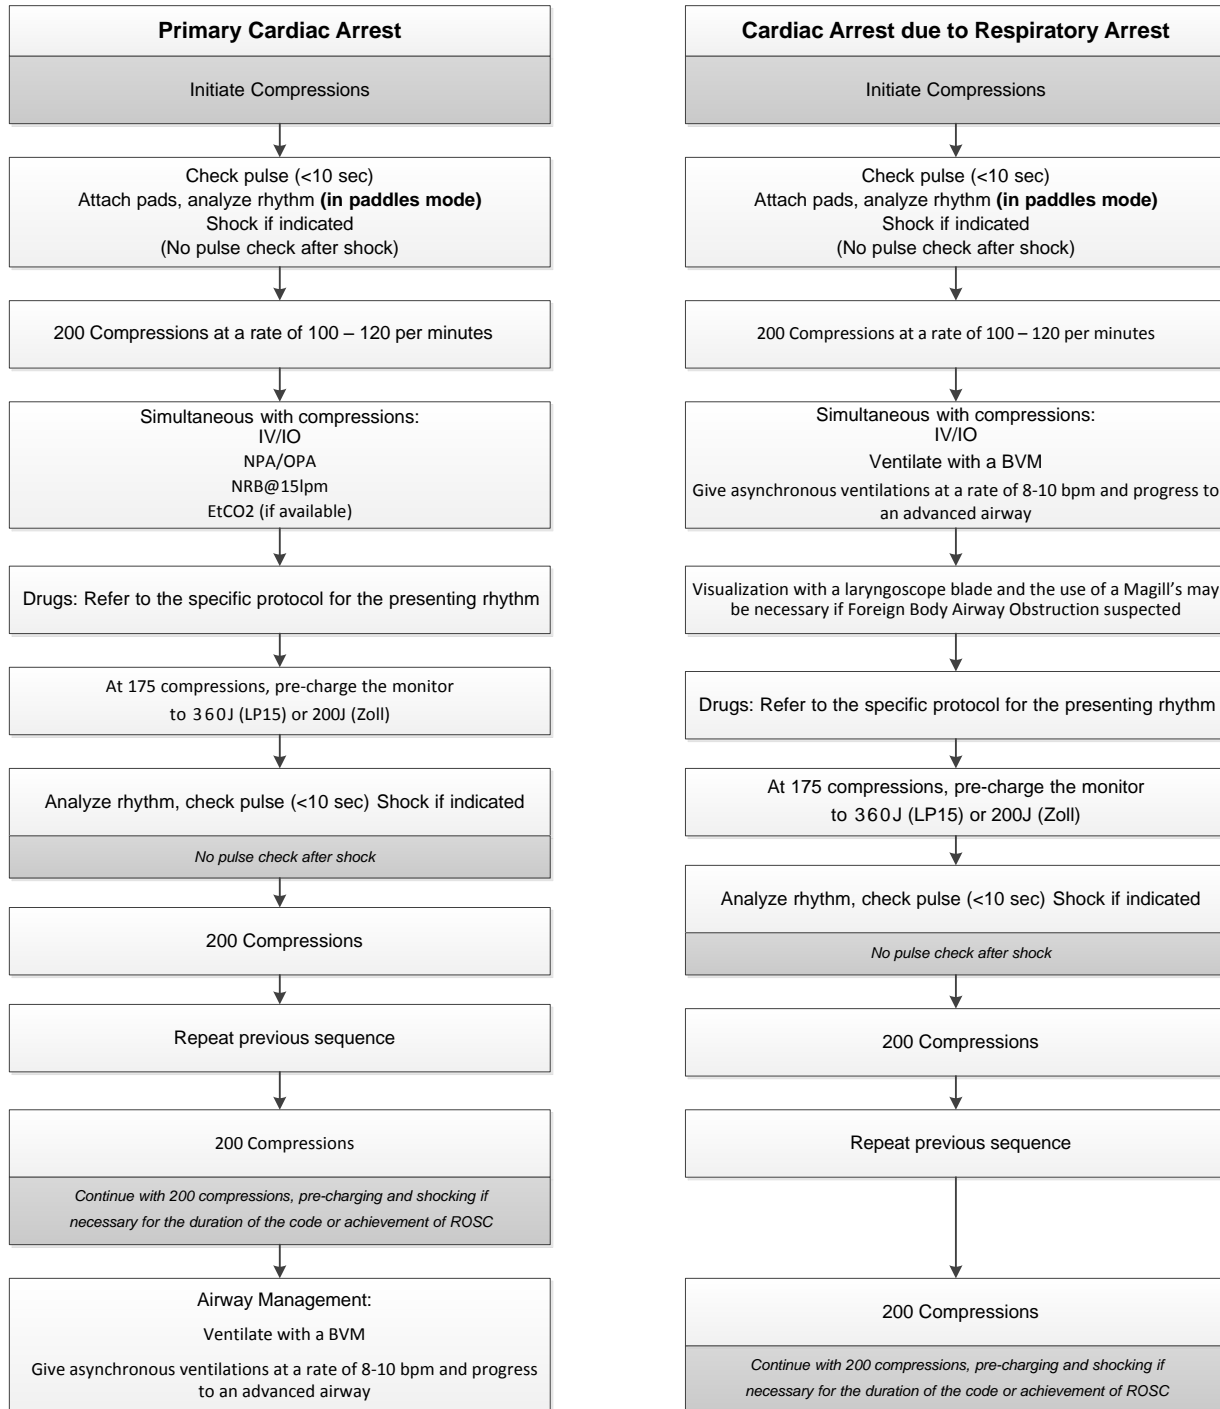 Primary Cardiac Arrest
Initiate Compressions
Check pulse (<10 sec)
Attach pads, analyze rhythm (in paddles mode)
Shock if indicated
(No pulse check after shock)
200 Compressions at a rate of 100 – 120 per minutes
Simultaneous with compressions:
IV/IO
NPA/OPA
NRB@15lpm
EtCO2 (if available)
Drugs: Refer to the specific protocol for the presenting rhythm
At 175 compressions, pre-charge the monitor
to 360J (LP15) or 200J (Zoll)
Analyze rhythm, check pulse (<10 sec) Shock if indicated
No pulse check after shock
200 Compressions
Repeat previous sequence
200 Compressions
Continue with 200 compressions, pre-charging and shocking if
necessary for the duration of the code or achievement of ROSC
Airway Management:
Ventilate with a BVM
Give asynchronous ventilations at a rate of 8-10 bpm and progress
to an advanced airway
Cardiac Arrest due to Respiratory Arrest
Initiate Compressions
Check pulse (<10 sec)
Attach pads, analyze rhythm (in paddles mode)
Shock if indicated
(No pulse check after shock)
200 Compressions at a rate of 100 – 120 per minutes
Simultaneous with compressions:
IV/IO
Ventilate with a BVM
Give asynchronous ventilations at a rate of 8-10 bpm and progress to
an advanced airway
Visualization with a laryngoscope blade and the use of a Magill's may
be necessary if Foreign Body Airway Obstruction suspected
Drugs: Refer to the specific protocol for the presenting rhythm
At 175 compressions, pre-charge the monitor
to 360J (LP15) or 200J (Zoll)
Analyze rhythm, check pulse (<10 sec) Shock if indicated
No pulse check after shock
200 Compressions
Repeat previous sequence
200 Compressions
Continue with 200 compressions, pre-charging and shocking if
necessary for the duration of the code or achievement of ROSC